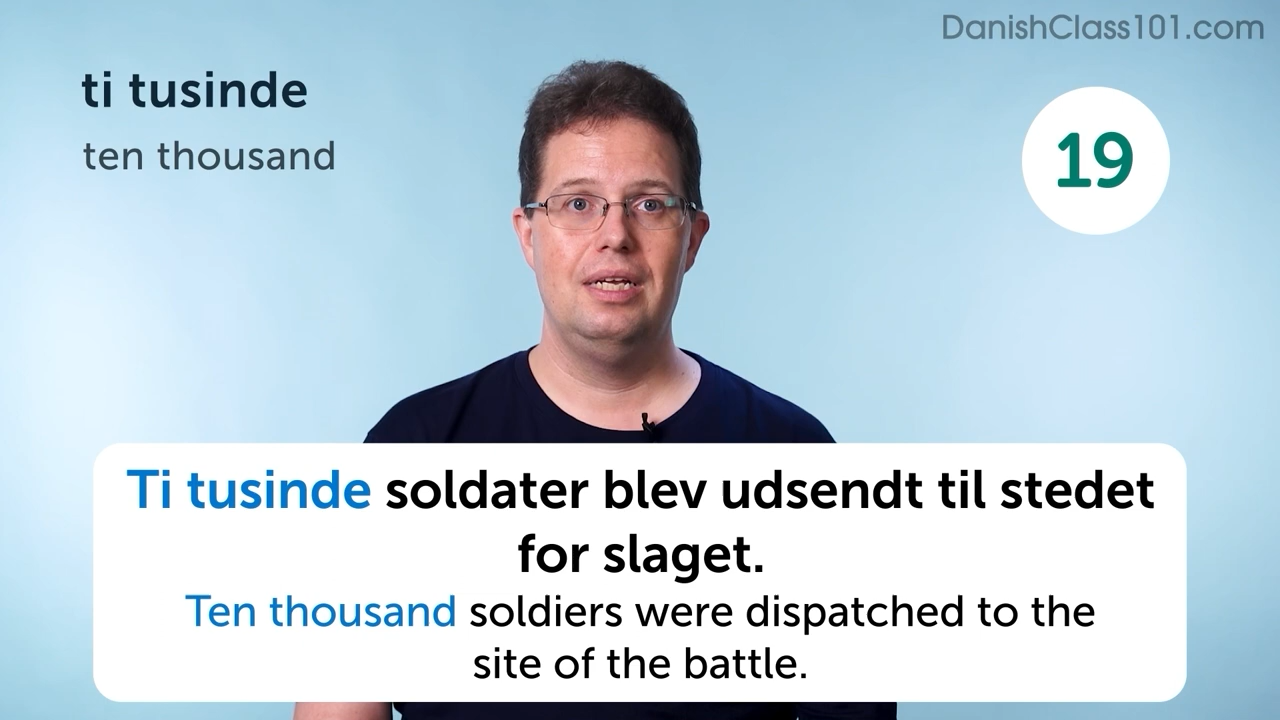 DanishClass101.com
ti tusinde
ten thousand
19
Ti tusinde soldater blev udsendt til stedet
for slaget.
Ten thousand soldiers were dispatched to the
site of the battle.